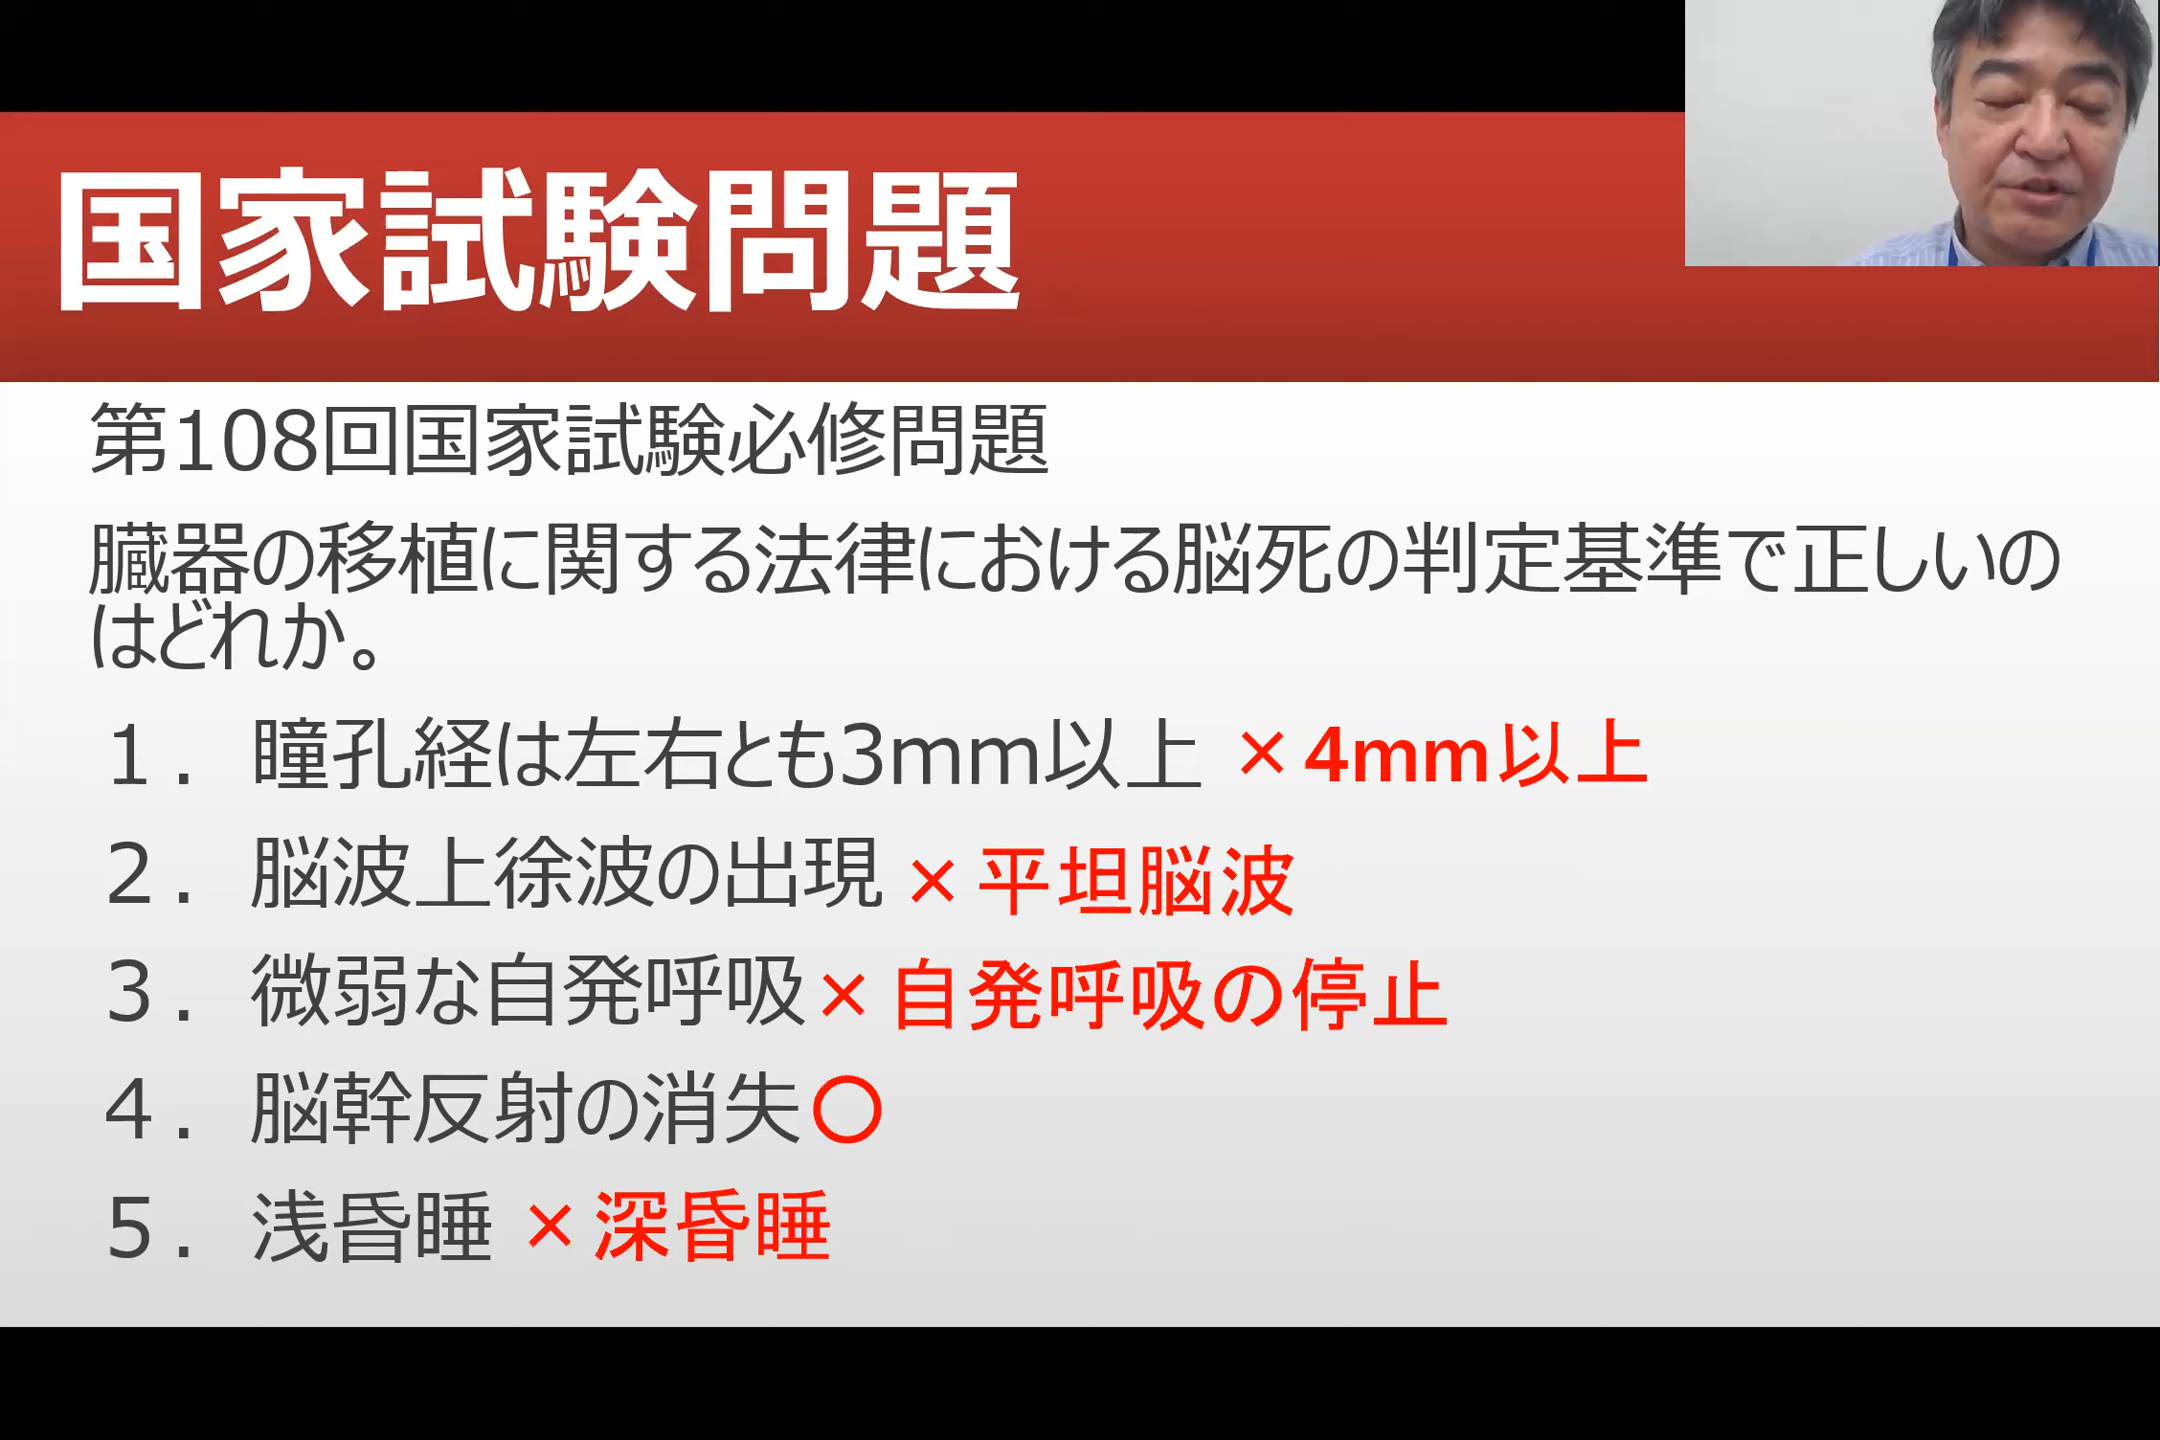 国家試験問題
第108回国家試験必修問題
臓器の移植に関する法律における脳死の判定基準で正しいの
はどれか。
１． 瞳孔経は左右とも3mm以上 ×4mm以上
２． 脳波上徐波の出現 ×平坦脳波
３． 微弱な自発呼吸×自発呼吸の停止
４． 脳幹反射の消失〇
５． 浅昏睡 ×深昏睡